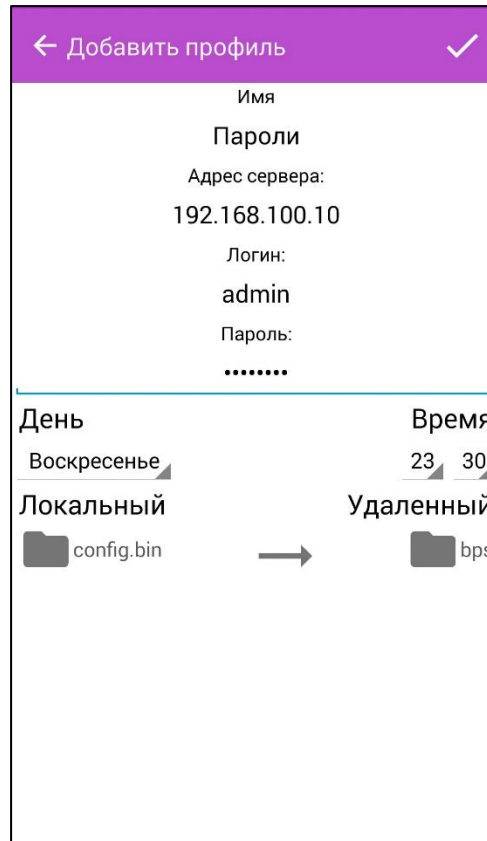 Добавить профиль
Имя
Пароли
Адрес сервера:
192.168.100.10
Логин:
admin
Пароль:
••••••••
День Время
Воскресенье 23 30
Локальный Удаленный
config.bin bps